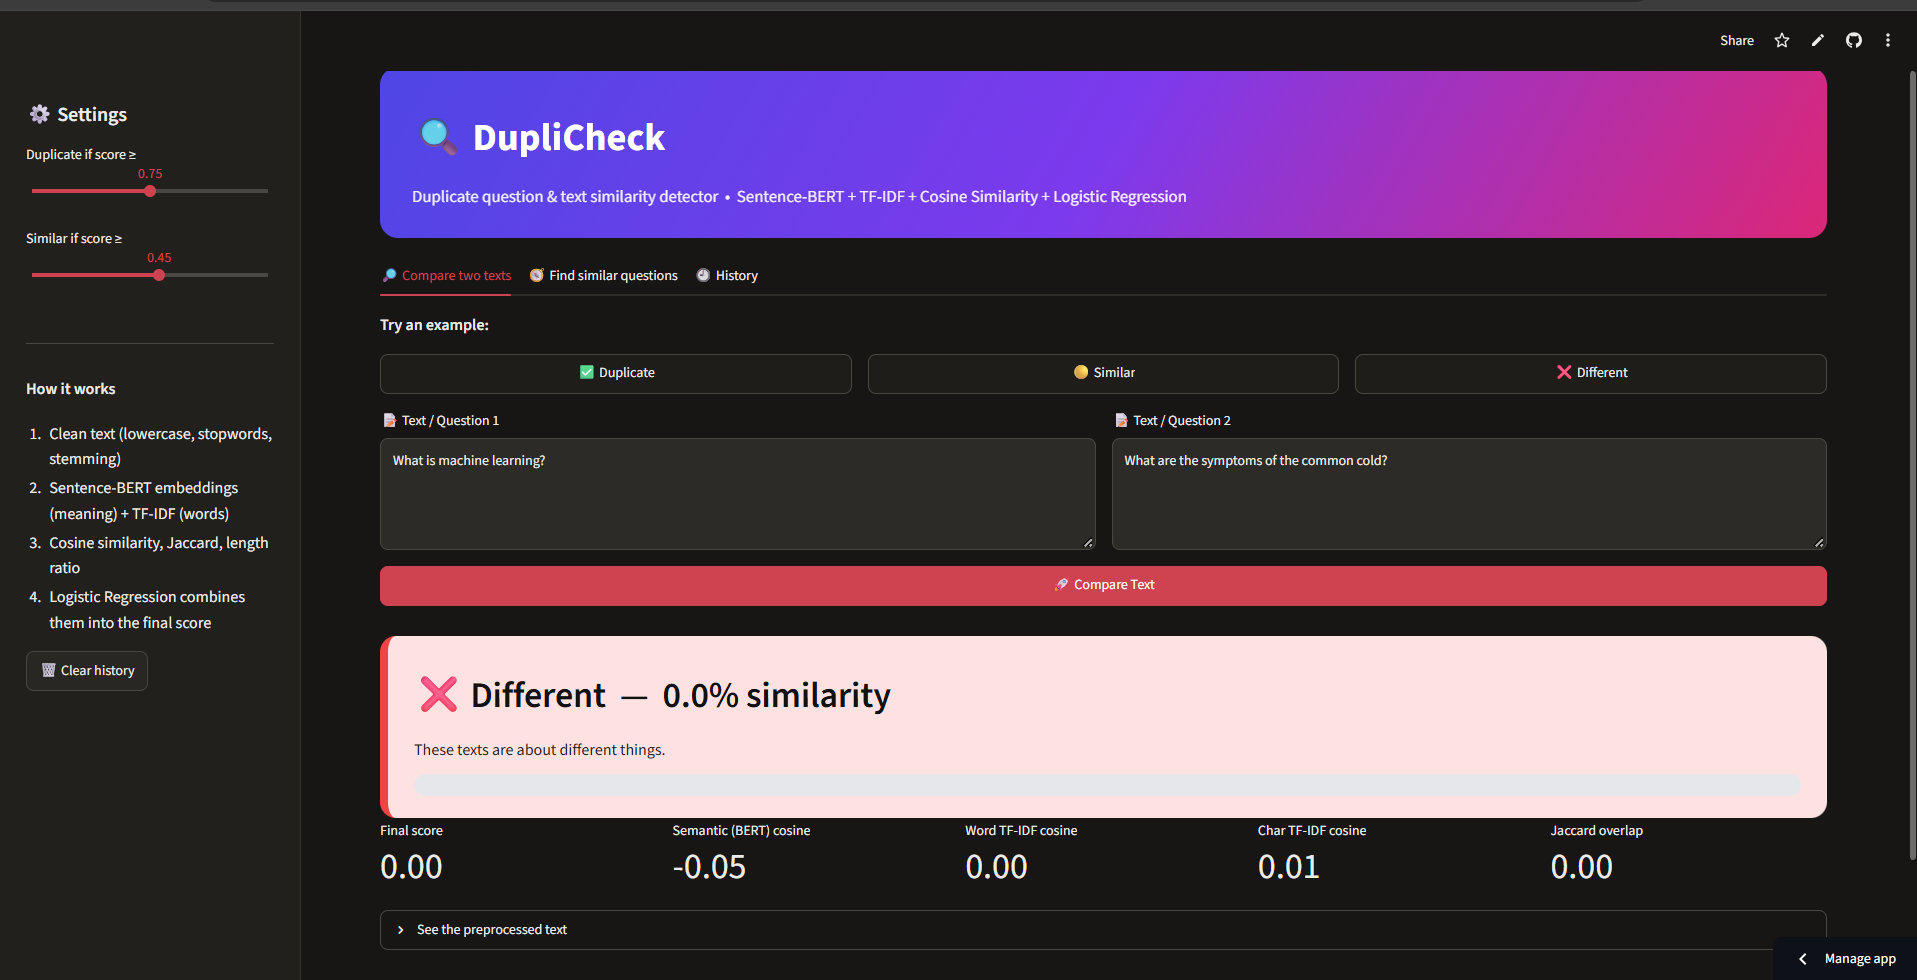 Share
Settings
Duplicate if score ≥
0.75
Similar if score ≥
0.45
How it works
1. Clean text (lowercase, stopwords,
stemming)
2. Sentence-BERT embeddings
(meaning) + TF-IDF (words)
3. Cosine similarity, Jaccard, length
ratio
4. Logistic Regression combines
them into the final score
Clear history
DupliCheck
Duplicate question & text similarity detector • Sentence-BERT + TF-IDF + Cosine Similarity + Logistic Regression
Compare two texts Find similar questions History
Try an example:
Duplicate Similar Different
Text / Question 1 Text / Question 2
What is machine learning? What are the symptoms of the common cold?
Compare Text
Different — 0.0% similarity
These texts are about different things.
Final score Semantic (BERT) cosine Word TF-IDF cosine Char TF-IDF cosine Jaccard overlap
0.00 -0.05 0.00 0.01 0.00
See the preprocessed text
Manage app